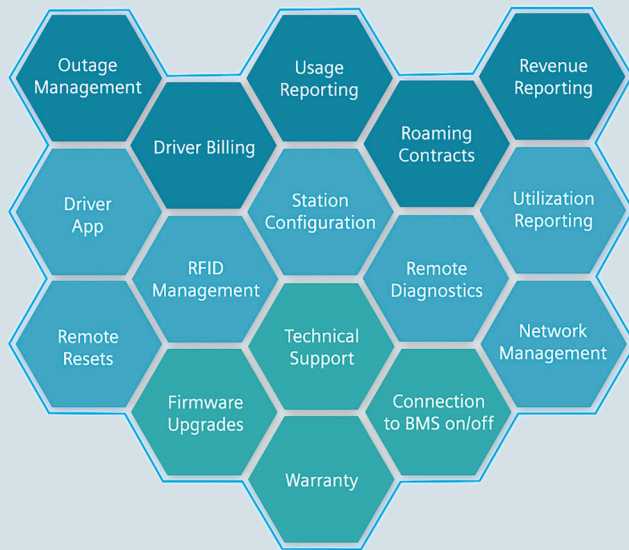 Outage
Management
Usage
Reporting
Revenue
Reporting
Driver Billing
Roaming
Contracts
Driver
App
Station
Configuration
Utilization
Reporting
RFID
Management
Remote
Diagnostics
Remote
Resets
Technical
Support
Network
Management
Firmware
Upgrades
Connection
to BMS on/off
Warranty